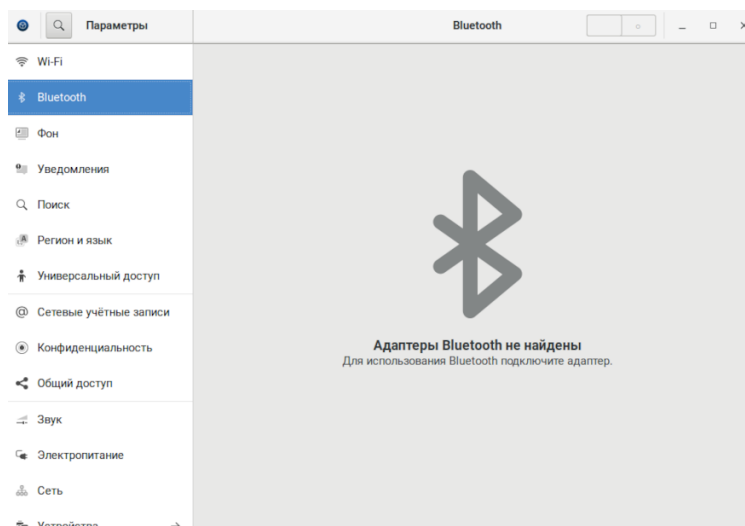 Параметры
Bluetooth
Wi-Fi
Bluetooth
Фон
Уведомления
Поиск
Регион и язык
Универсальный доступ
Сетевые учётные записи
Конфиденциальность
Общий доступ
Звук
Электропитание
Сеть
Устройства
Адаптеры Bluetooth не найдены
Для использования Bluetooth подключите адаптер.